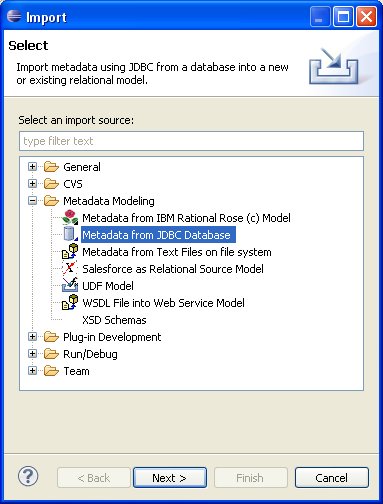 Import
Select
Import metadata using JDBC from a database into a new
or existing relational model.
Select an import source:
type filter text
General
CVS
Metadata Modeling
Metadata from IBM Rational Rose (c) Model
Metadata from JDBC Database
Metadata from Text Files on file system
Salesforce as Relational Source Model
UDF Model
WSDL File into Web Service Model
XSD Schemas
Plug-in Development
Run/Debug
Team
?
< Back
Next >
Finish
Cancel